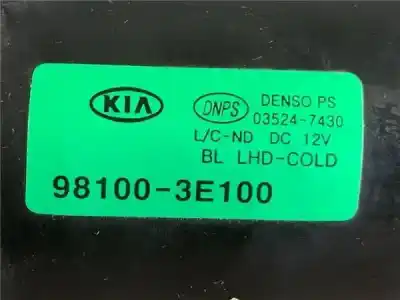 KIA
DNPS
DENSO PS
03524-7430
L/C-ND DC 12V
BL LHD-COLD
98100-3E100